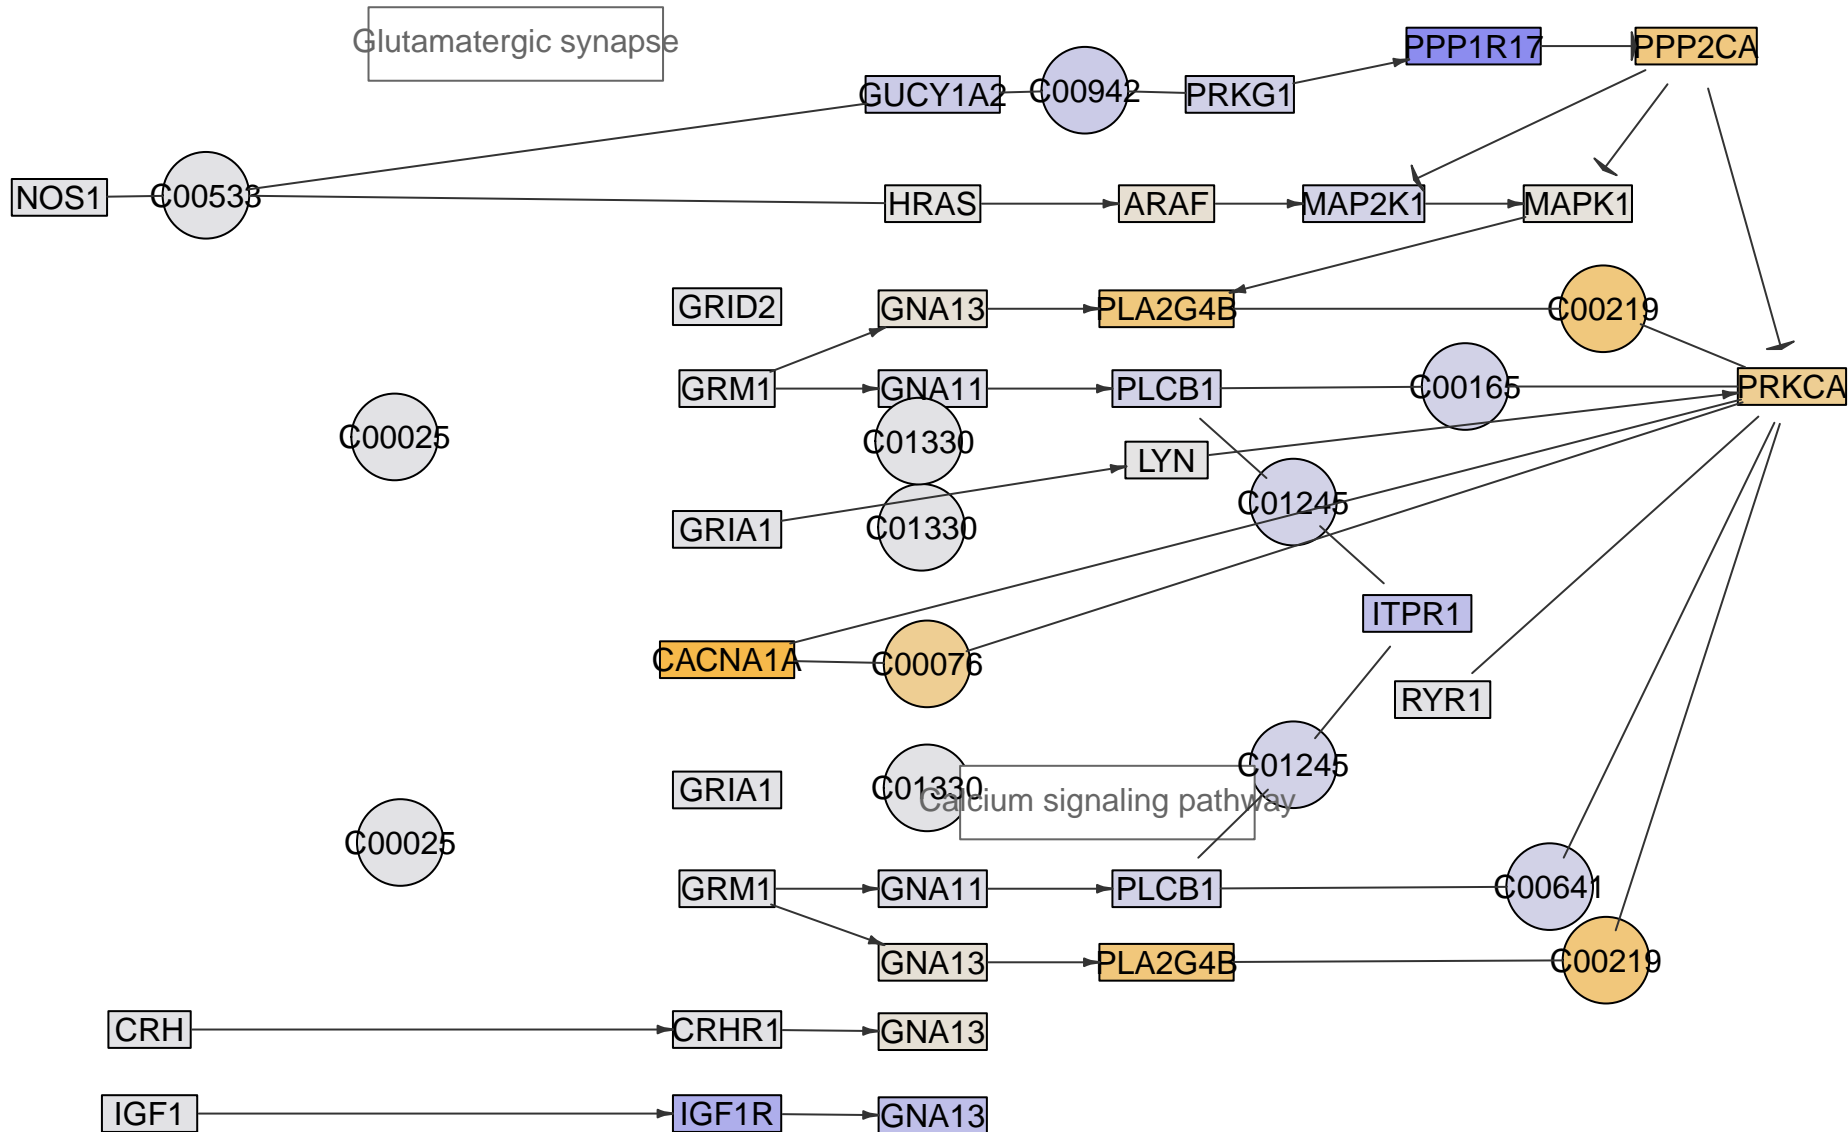 Glutamatergic synapse
PPP1R17
PPP2CA
GUCY1A2
C00942
PRKG1
NOS1
C00533
HRAS
ARAF
MAP2K1
MAPK1
GRID2
GNA13
PLA2G4B
C00219
GRM1
GNA11
PLCB1
C00165
PRKCA
C00025
C01330
LYN
GRIA1
C01330
C01245
ITPR1
CACNA1A
C00076
RYR1
GRIA1
C01330
C01245
Calcium signaling pathway
C00025
GRM1
GNA11
PLCB1
C00641
GNA13
PLA2G4B
C00219
CRH
CRHR1
GNA13
IGF1
IGF1R
GNA13